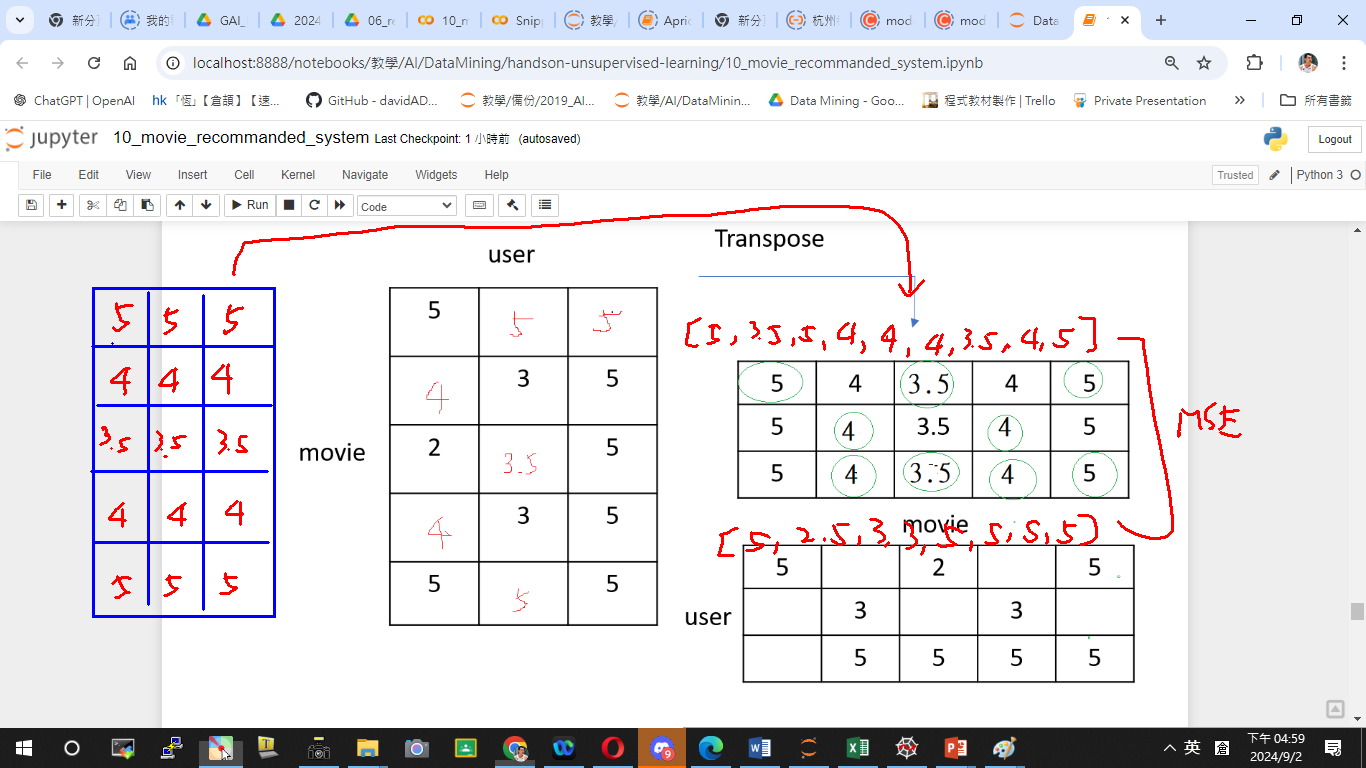 新分
我的
GAI_
2024
06_re
10_n
Snip
教學
Apric
新分
杭州
mod
mod
Data
localhost:8888/notebooks/教學/AI/DataMining/handson-unsupervised-learning/10_movie_recommanded_system.ipynb
ChatGPT | OpenAI
hk「恆」【倉頡】【速...
GitHub - davidAD...
教學/備份/2019_AI...
教學/AI/DataMinin...
Data Mining - Goo...
程式教材製作 | Trello
Private Presentation
»
所有書籤
jupyter 10_movie_recommanded_system Last Checkpoint: 1 小時前 (autosaved)
Logout
File Edit View Insert Cell Kernel Navigate Widgets Help
Trusted
Python 3
Run
Code
Transpose
user
5 5 5
4 4 4
3.5 3.5 3.5
4 4 4
5 5 5
5 5 5
4 3 5
2 3.5 5
4 3 5
5 5 5
movie
[5, 3.5, 5, 4, 4, 4, 3.5, 4, 5]
5 4 3.5 4 5
5 4 3.5 4 5
5 4 3.5 4 5
MSE
movie
[5, 2.5, 3, 3, 5, 5, 5, 5]
5 2 5
3 3
5 5 5 5
user
英
倉
下午 04:59
2024/9/2
9